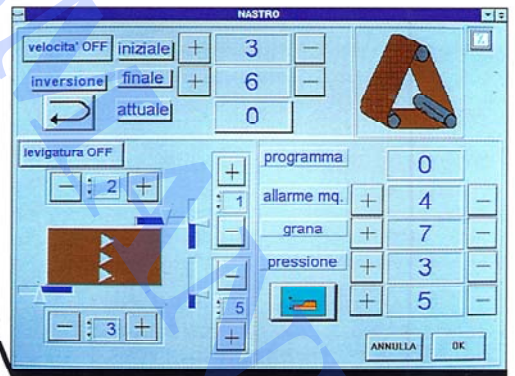 NASTRO
velocita' OFF iniziale + 3 -
inversione finale + 6 -
attuale 0
levigatura OFF
- 2 +
+
1
-
-
5
+
- 3 +
programma 0
allarme mq. + 4 -
grana + 7 -
pressione + 3 -
+ 5 -
ANNULLA OK